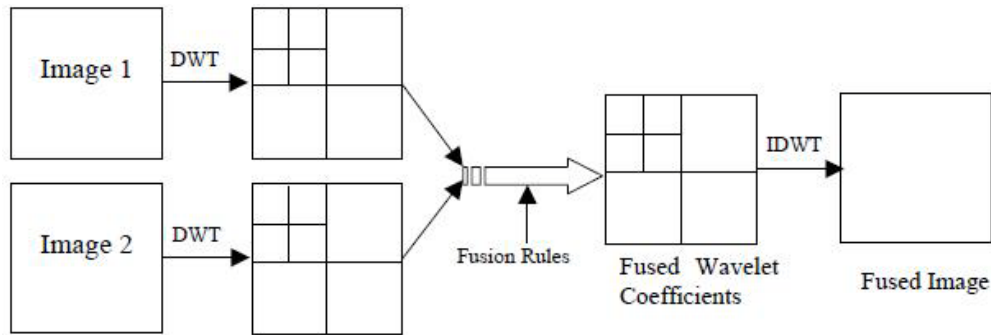 Image 1
DWT
Image 2
DWT
Fusion Rules
Fused Wavelet
Coefficients
IDWT
Fused Image